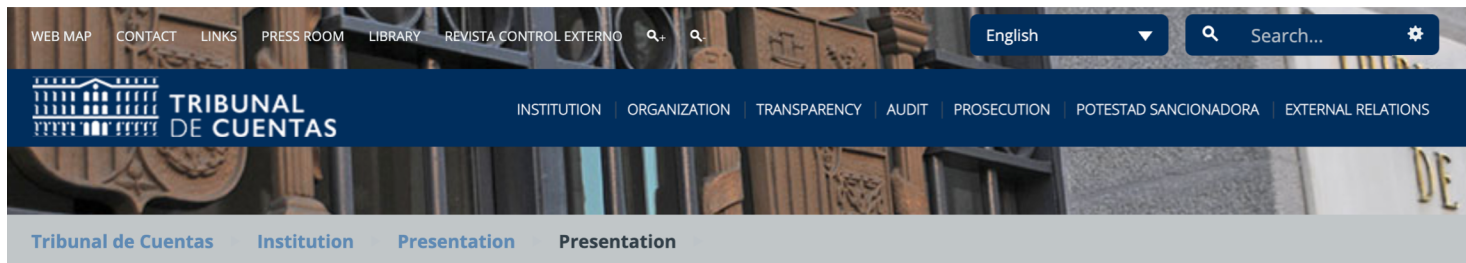 WEB MAP CONTACT LINKS PRESS ROOM LIBRARY REVISTA CONTROL EXTERNO + - English Search...
TRIBUNAL
DE CUENTAS
INSTITUTION ORGANIZATION TRANSPARENCY AUDIT PROSECUTION POTESTAD SANCIONADORA EXTERNAL RELATIONS
DE
Tribunal de Cuentas Institution Presentation Presentation